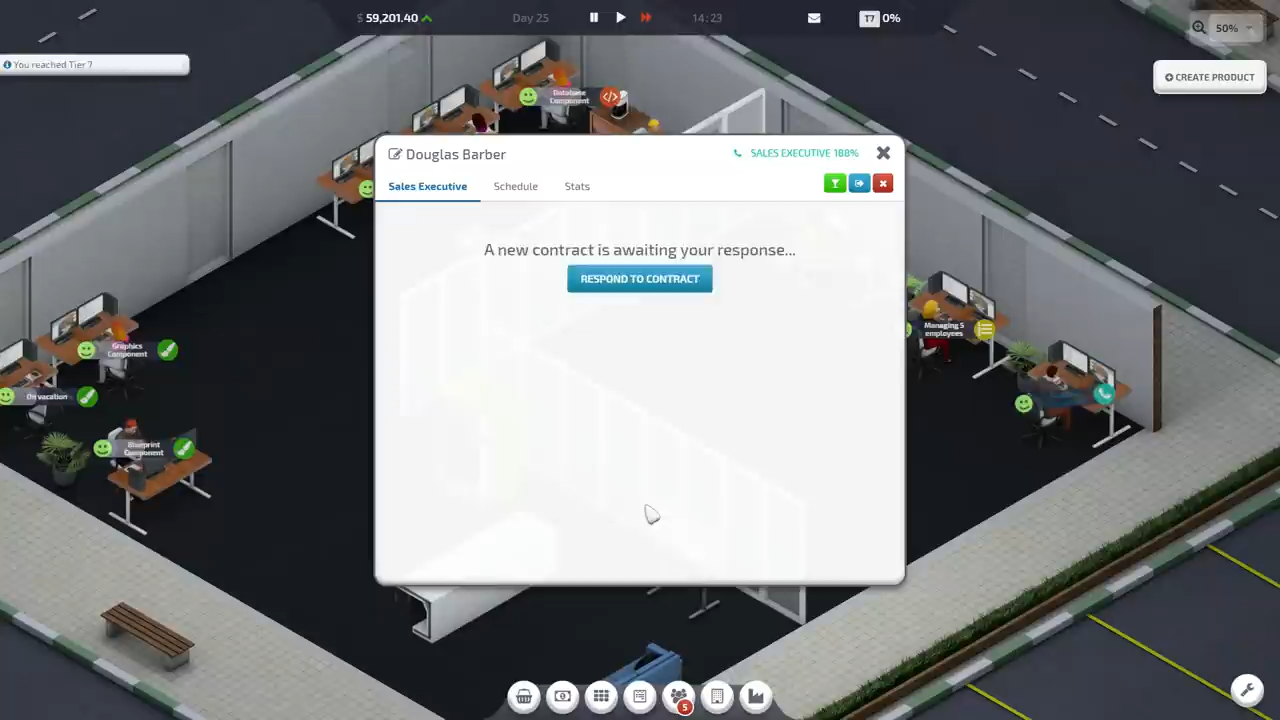 $ 59,201.40
Day 25
14:23
T7 0%
50%
You reached Tier 7
CREATE PRODUCT
Database
Component
Douglas Barber
SALES EXECUTIVE 188%
Sales Executive
Schedule
Stats
A new contract is awaiting your response...
RESPOND TO CONTRACT
Graphics
Component
On vacation
Blueprint
Component
Managing 5
employees
5